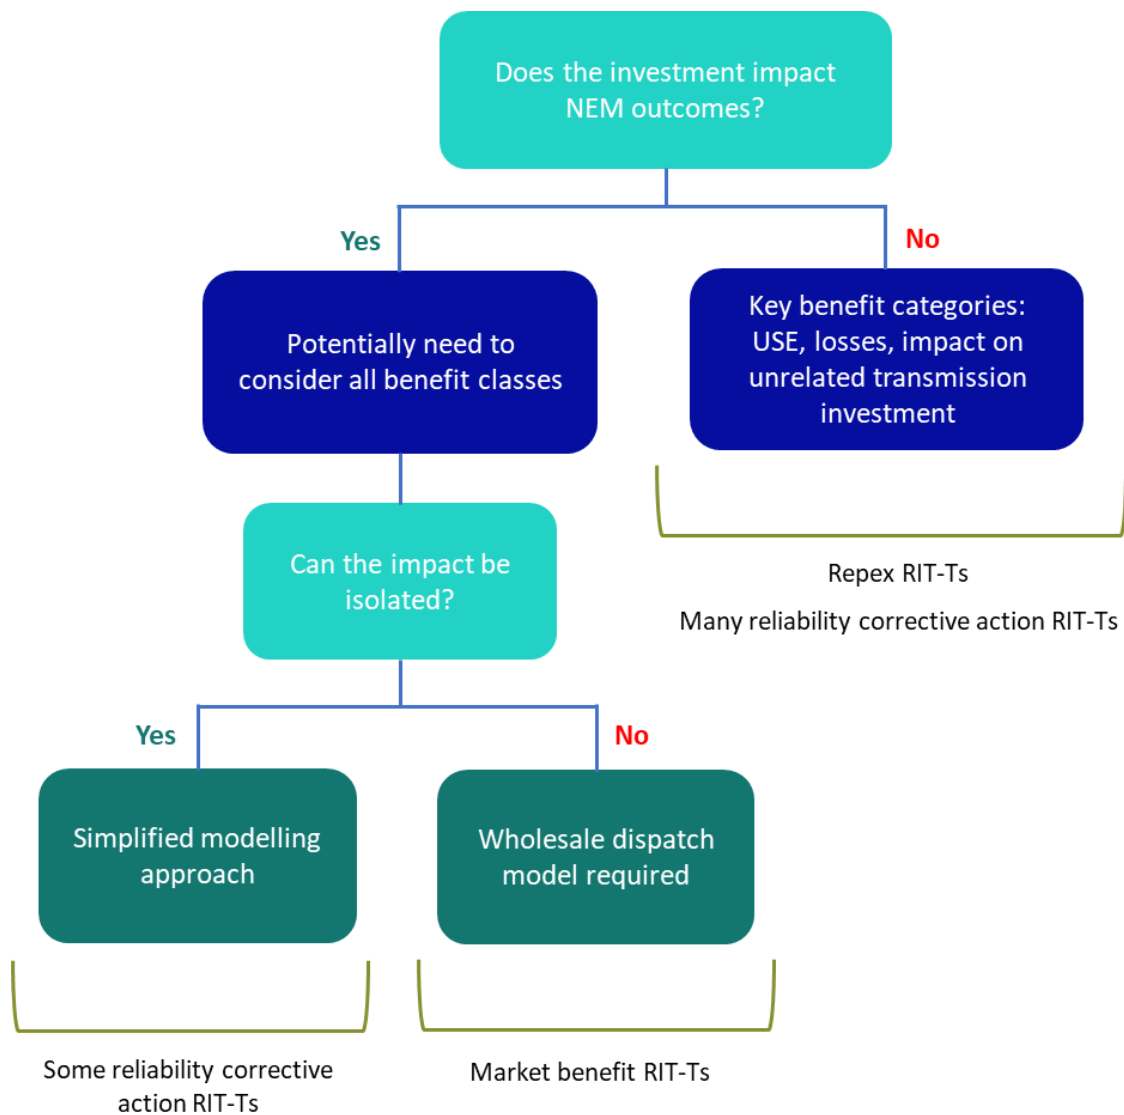 Does the investment impact
NEM outcomes?
Yes
No
Potentially need to
consider all benefit classes
Key benefit categories:
USE, losses, impact on
unrelated transmission
investment
Can the impact be
isolated?
Repex RIT-Ts
Many reliability corrective action RIT-Ts
Yes
No
Simplified modelling
approach
Wholesale dispatch
model required
Some reliability corrective
action RIT-Ts
Market benefit RIT-Ts